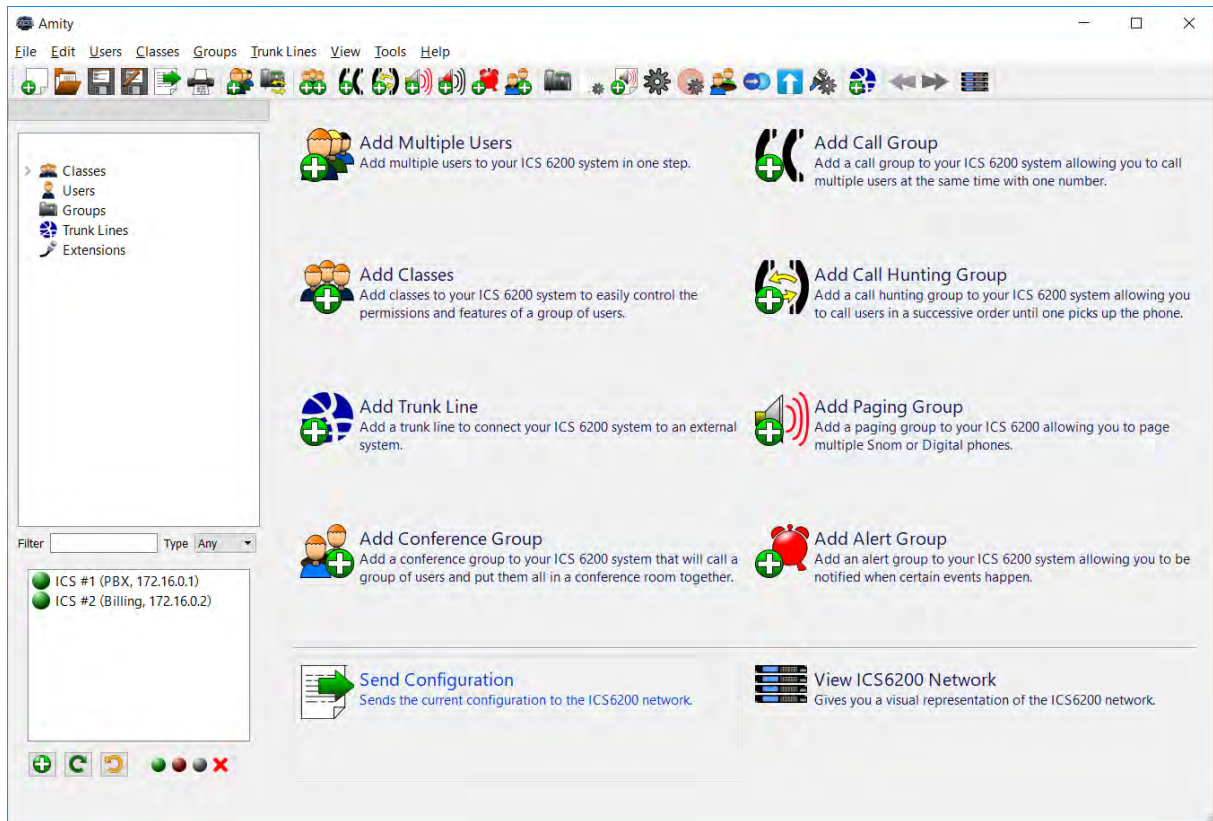 Amity
File Edit Users Classes Groups Trunk Lines View Tools Help
Classes
Users
Groups
Trunk Lines
Extensions
Filter Type Any
ICS #1 (PBX, 172.16.0.1)
ICS #2 (Billing, 172.16.0.2)
Add Multiple Users
Add multiple users to your ICS 6200 system in one step.
Add Call Group
Add a call group to your ICS 6200 system allowing you to call
multiple users at the same time with one number.
Add Classes
Add classes to your ICS 6200 system to easily control the
permissions and features of a group of users.
Add Call Hunting Group
Add a call hunting group to your ICS 6200 system allowing you
to call users in a successive order until one picks up the phone.
Add Trunk Line
Add a trunk line to connect your ICS 6200 system to an external
system.
Add Paging Group
Add a paging group to your ICS 6200 allowing you to page
multiple Snom or Digital phones.
Add Conference Group
Add a conference group to your ICS 6200 system that will call a
group of users and put them all in a conference room together.
Add Alert Group
Add an alert group to your ICS 6200 system allowing you to be
notified when certain events happen.
Send Configuration
Sends the current configuration to the ICS6200 network.
View ICS6200 Network
Gives you a visual representation of the ICS6200 network.